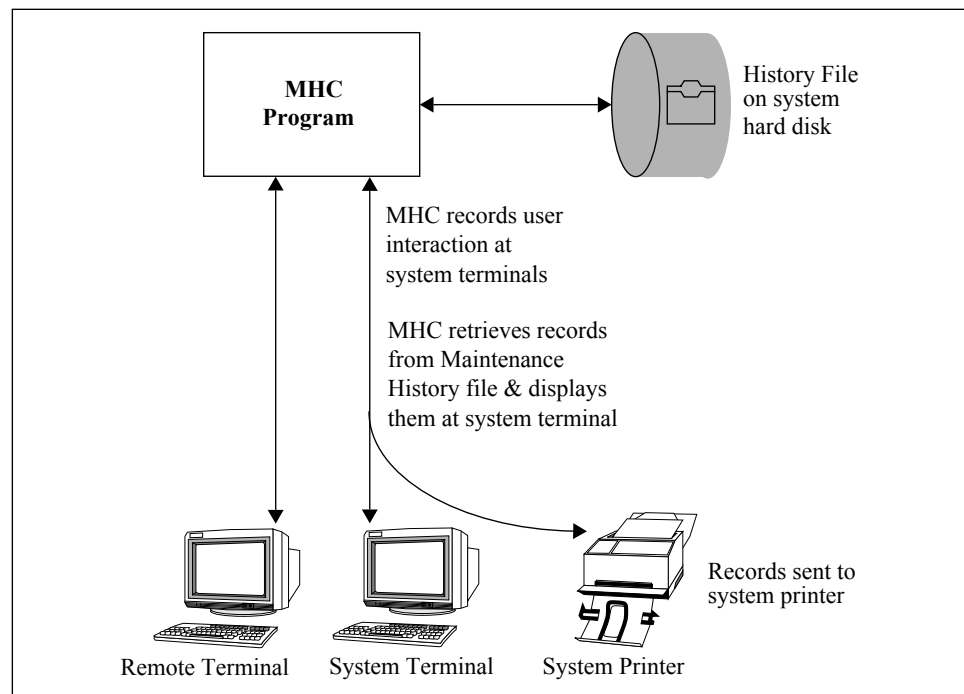 MHC
Program
History File
on system
hard disk
MHC records user
interaction at
system terminals
MHC retrieves records
from Maintenance
History file & displays
them at system terminal
Records sent to
system printer
Remote Terminal
System Terminal
System Printer